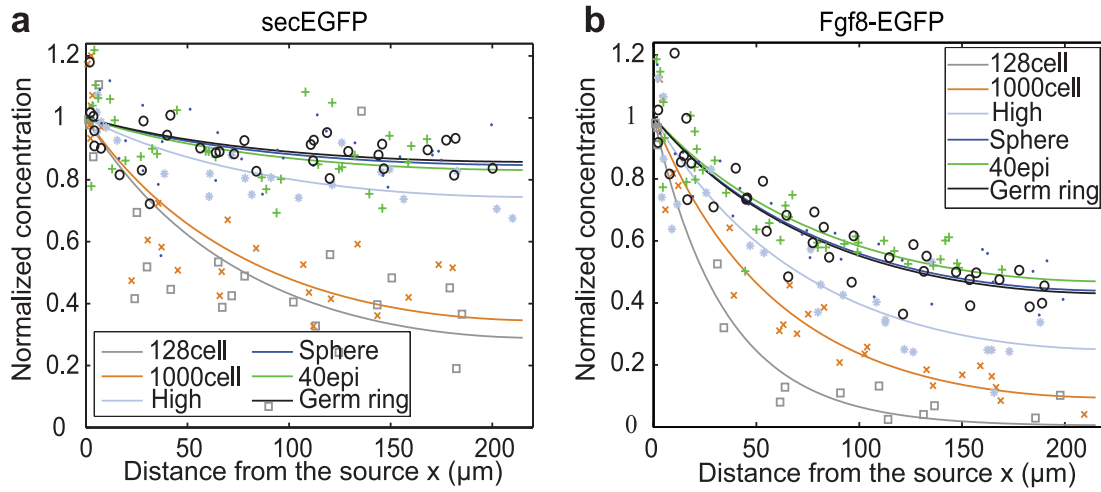 a
secEGFP
Normalized concentration
1.2
1
0.8
0.6
0.4
0.2
0
128cell
1000cell
High
Sphere
40epi
Germ ring
0 50 100 150 200
Distance from the source x (μm)
b
Fgf8-EGFP
Normalized concentration
1.2
1
0.8
0.6
0.4
0.2
0
128cell
1000cell
High
Sphere
40epi
Germ ring
0 50 100 150 200
Distance from the source x (μm)